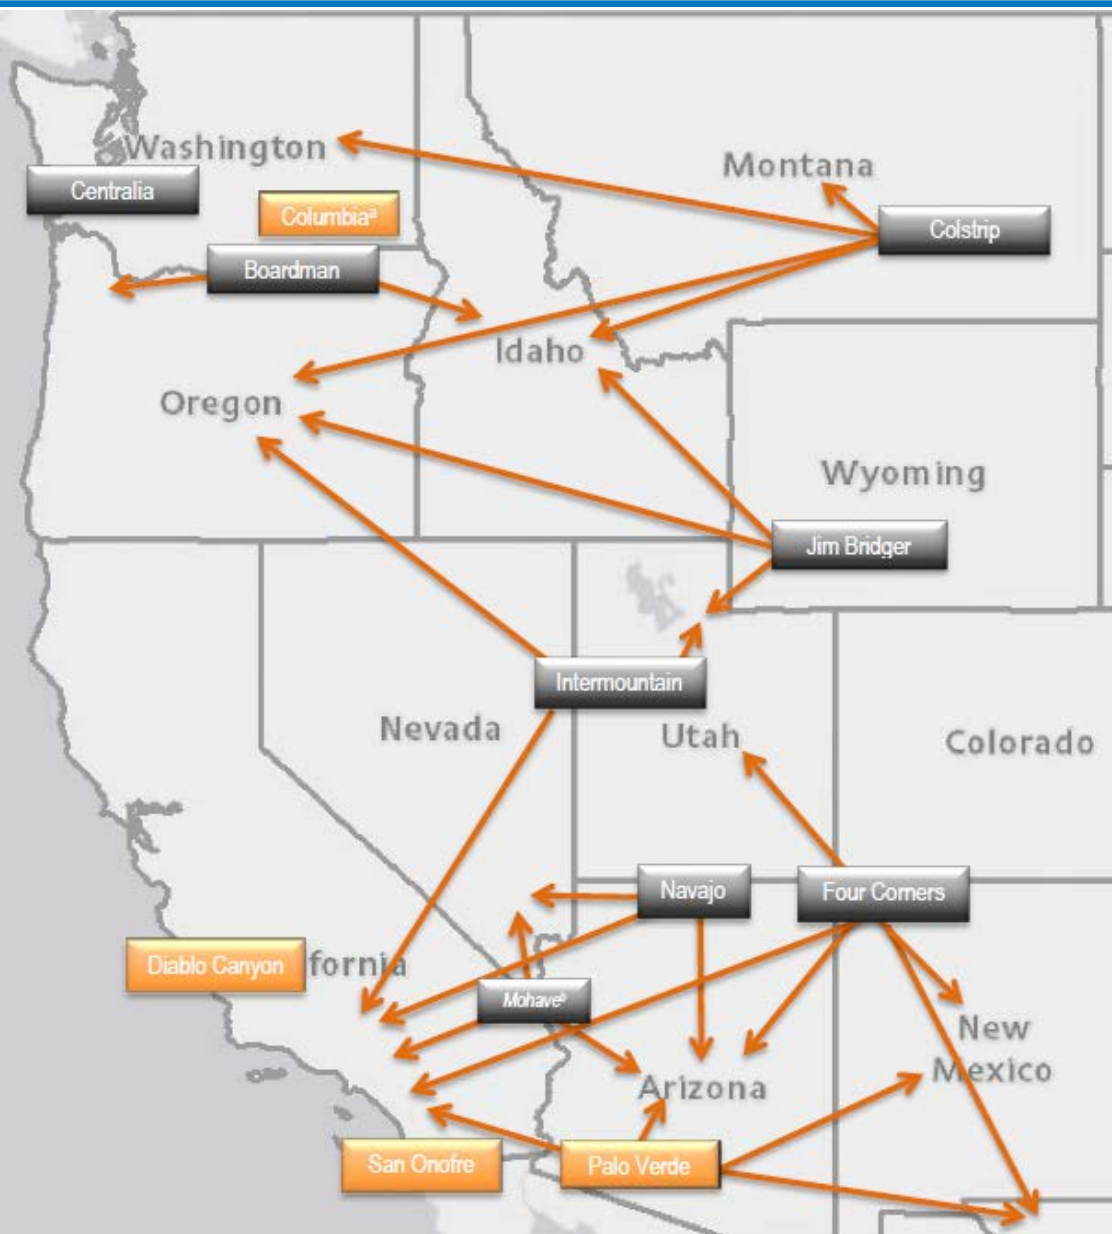 Washington
Montana
Centralia
Columbiaª
Colstrip
Boardman
Idaho
Oregon
Wyoming
Jim Bridger
Intermountain
Nevada
Utah
Colorado
Navajo
Four Corners
Diablo Canyon
fornia
Mohaveᵇ
New
Mexico
Arizona
San Onofre
Palo Verde